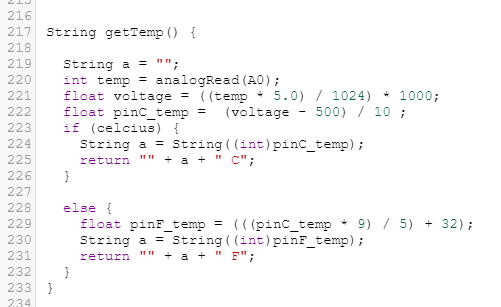 215
216
217 String getTemp() {
218
219 String a = "";
220 int temp = analogRead(A0);
221 float voltage = ((temp * 5.0) / 1024) * 1000;
222 float pinC_temp =  (voltage - 500) / 10 ;
223 if (celcius) {
224 String a = String((int)pinC_temp);
225 return "" + a + " C";
226 }
227
228 else {
229 float pinF_temp = (((pinC_temp * 9) / 5) + 32);
230 String a = String((int)pinF_temp);
231 return "" + a + " F";
232 }
233 }
234